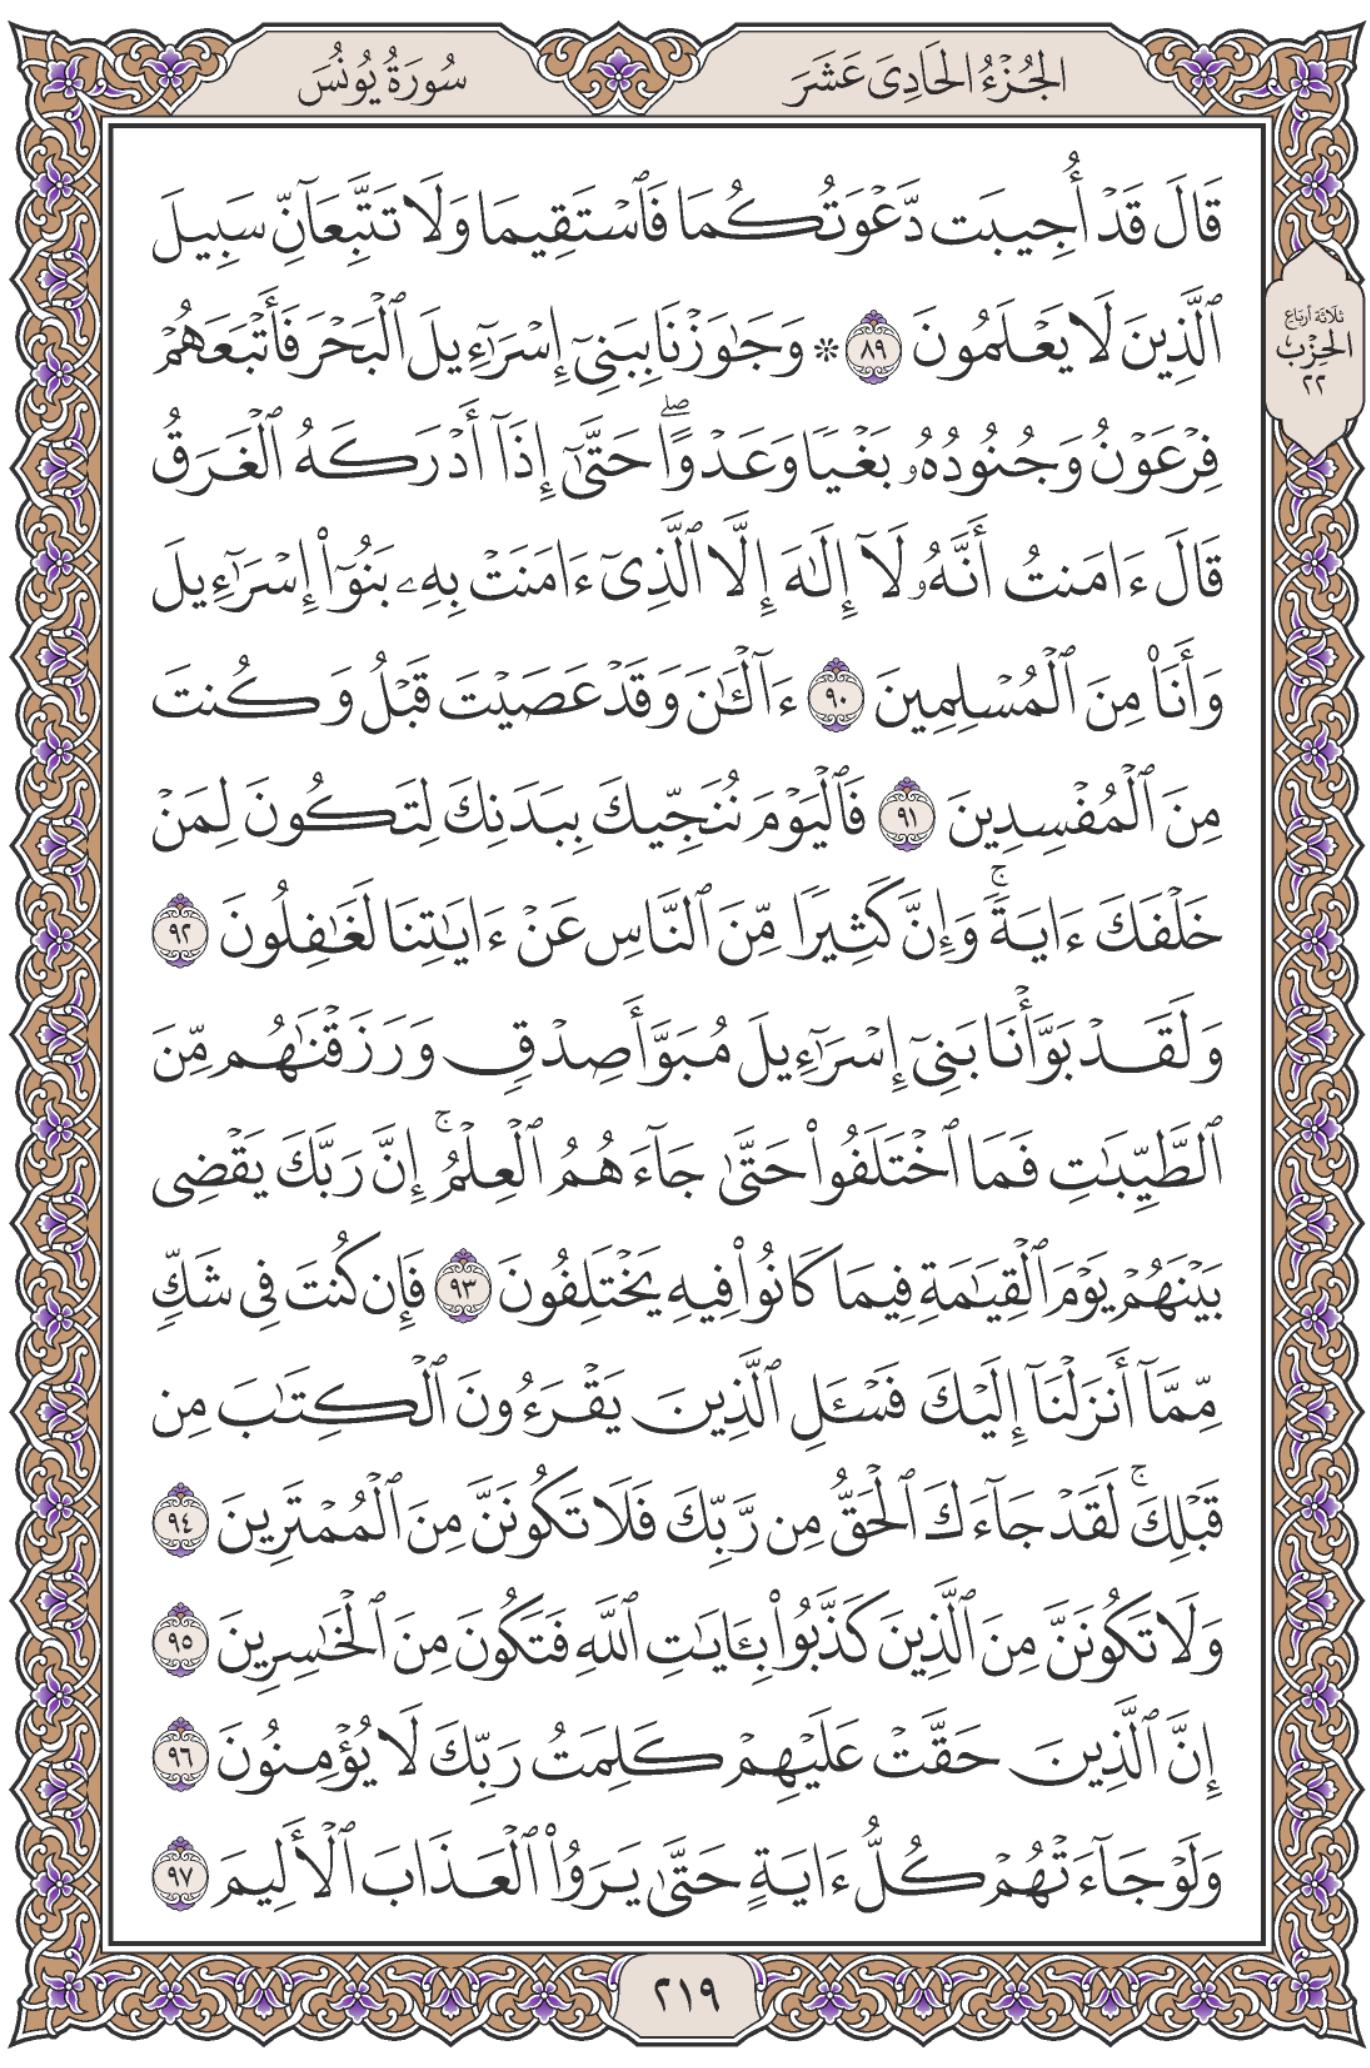 الجُزْءُ الحَادِىَ عَشَرَ
سُورَةُ يُونُسَ
قَالَ قَدْ أُجِيبَت دَّعْوَتُكُمَا فَٱسْتَقِيمَا وَلَا تَتَّبِعَآنِّ سَبِيلَ
ٱلَّذِينَ لَا يَعْلَمُونَ ٨٩ ۞ وَجَٰوَزْنَا بِبَنِىٓ إِسْرَٰٓءِيلَ ٱلْبَحْرَ فَأَتْبَعَهُمْ
ثلاثة أرباع
الحِزْب
٢٢
فِرْعَوْنُ وَجُنُودُهُۥ بَغْيًا وَعَدْوًاۖ حَتَّىٰٓ إِذَآ أَدْرَكَهُ ٱلْغَرَقُ
قَالَ ءَامَنتُ أَنَّهُۥ لَآ إِلَٰهَ إِلَّا ٱلَّذِىٓ ءَامَنَتْ بِهِۦ بَنُوٓا۟ إِسْرَٰٓءِيلَ
وَأَنَا۠ مِنَ ٱلْمُسْلِمِينَ ٩٠ ءَآلْـَٰٔنَ وَقَدْ عَصَيْتَ قَبْلُ وَكُنتَ
مِنَ ٱلْمُفْسِدِينَ ٩١ فَٱلْيَوْمَ نُنَجِّيكَ بِبَدَنِكَ لِتَكُونَ لِمَنْ
خَلْفَكَ ءَايَةًۚ وَإِنَّ كَثِيرًا مِّنَ ٱلنَّاسِ عَنْ ءَايَٰتِنَا لَغَٰفِلُونَ ٩٢
وَلَقَدْ بَوَّأْنَا بَنِىٓ إِسْرَٰٓءِيلَ مُبَوَّأَ صِدْقٍ وَرَزَقْنَٰهُم مِّنَ
ٱلطَّيِّبَٰتِ فَمَا ٱخْتَلَفُوا۟ حَتَّىٰ جَآءَهُمُ ٱلْعِلْمُۚ إِنَّ رَبَّكَ يَقْضِى
بَيْنَهُمْ يَوْمَ ٱلْقِيَٰمَةِ فِيمَا كَانُوا۟ فِيهِ يَخْتَلِفُونَ ٩٣ فَإِن كُنتَ فِى شَكٍّ
مِّمَّآ أَنزَلْنَآ إِلَيْكَ فَسْـَٔلِ ٱلَّذِينَ يَقْرَءُونَ ٱلْكِتَٰبَ مِن
قَبْلِكَۚ لَقَدْ جَآءَكَ ٱلْحَقُّ مِن رَّبِّكَ فَلَا تَكُونَنَّ مِنَ ٱلْمُمْتَرِينَ ٩٤
وَلَا تَكُونَنَّ مِنَ ٱلَّذِينَ كَذَّبُوا۟ بِـَٔايَٰتِ ٱللَّهِ فَتَكُونَ مِنَ ٱلْخَٰسِرِينَ ٩٥
إِنَّ ٱلَّذِينَ حَقَّتْ عَلَيْهِمْ كَلِمَتُ رَبِّكَ لَا يُؤْمِنُونَ ٩٦
وَلَوْ جَآءَتْهُمْ كُلُّ ءَايَةٍ حَتَّىٰ يَرَوُا۟ ٱلْعَذَابَ ٱلْأَلِيمَ ٩٧
٢١٩